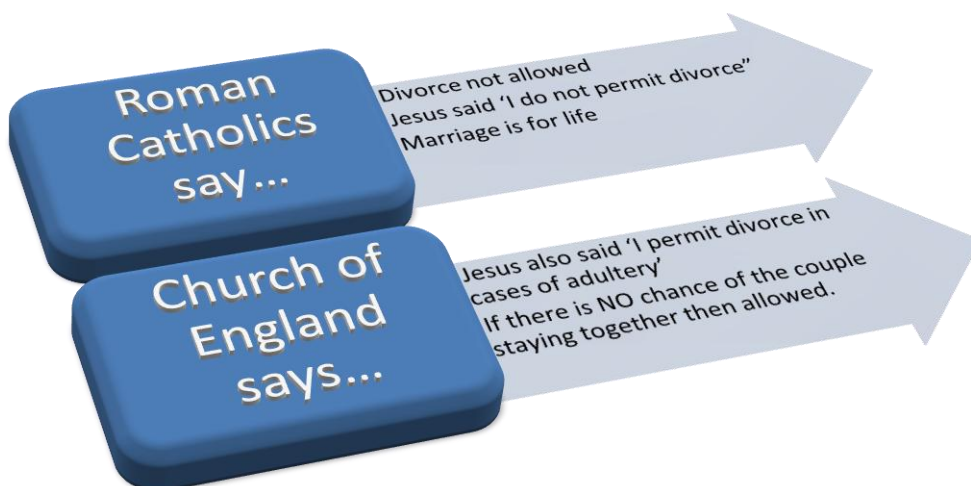 Roman
Catholics
say…
Divorce not allowed
Jesus said ‘I do not permit divorce”
Marriage is for life
Church of
England
says…
Jesus also said ‘I permit divorce in
cases of adultery’
If there is NO chance of the couple
staying together then allowed.